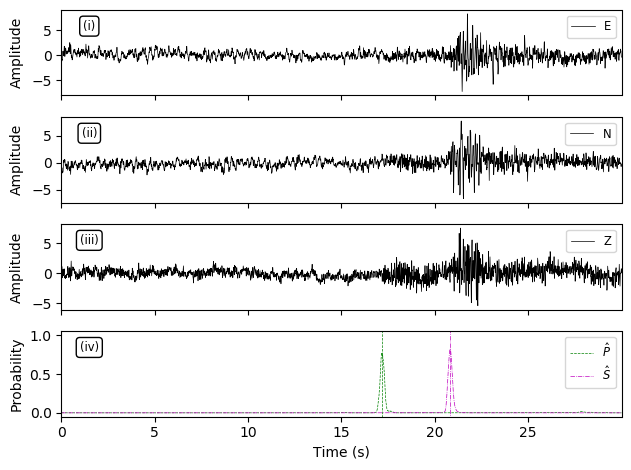 Amplitude
5
0
−5
(i)
E
Amplitude
5
0
−5
(ii)
N
Amplitude
5
0
−5
(iii)
Z
Probability
1.0
0.5
0.0
(iv)
P̂
Ŝ
0 5 10 15 20 25
Time (s)